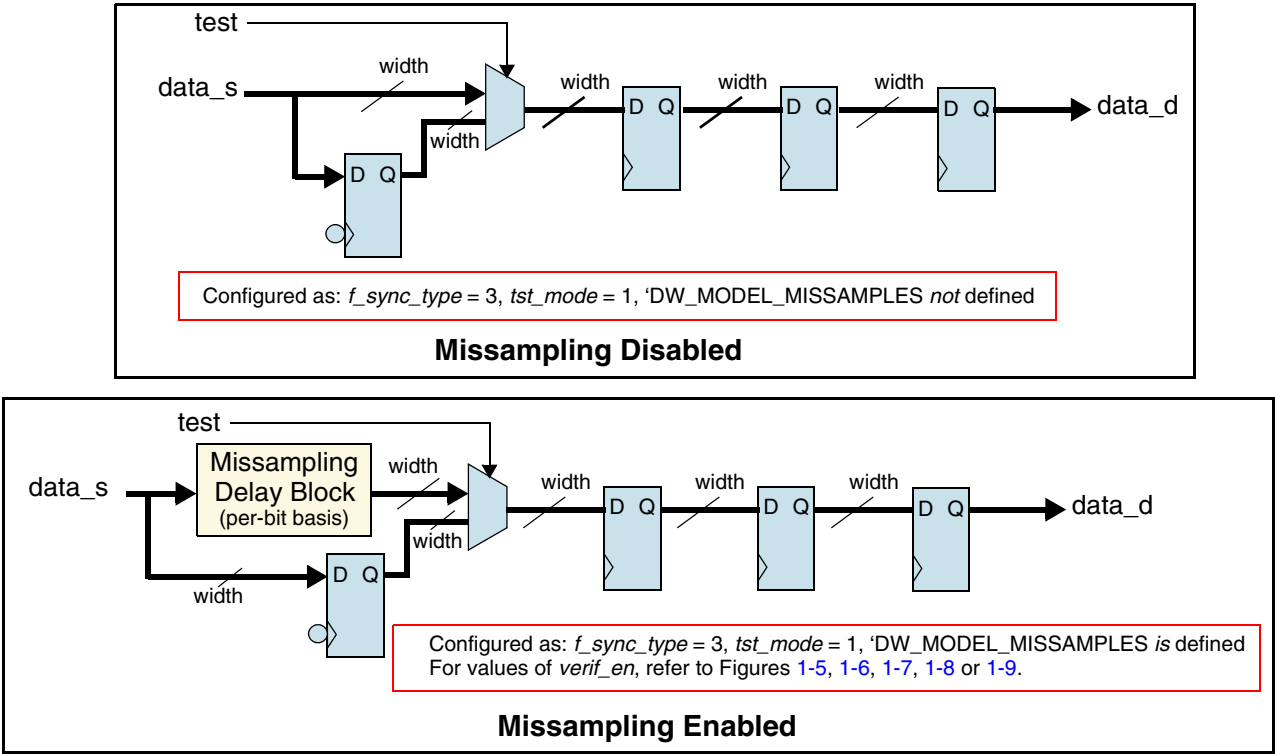 test
data_s
width
width
D Q
width
D Q
width
D Q
width
D Q
data_d
Configured as: f_sync_type = 3, tst_mode = 1, ‘DW_MODEL_MISSAMPLES not defined
Missampling Disabled
test
data_s
Missampling
Delay Block
(per-bit basis)
width
width
width
D Q
width
D Q
width
D Q
width
D Q
data_d
Configured as: f_sync_type = 3, tst_mode = 1, ‘DW_MODEL_MISSAMPLES is defined
For values of verif_en, refer to Figures 1-5, 1-6, 1-7, 1-8 or 1-9.
Missampling Enabled